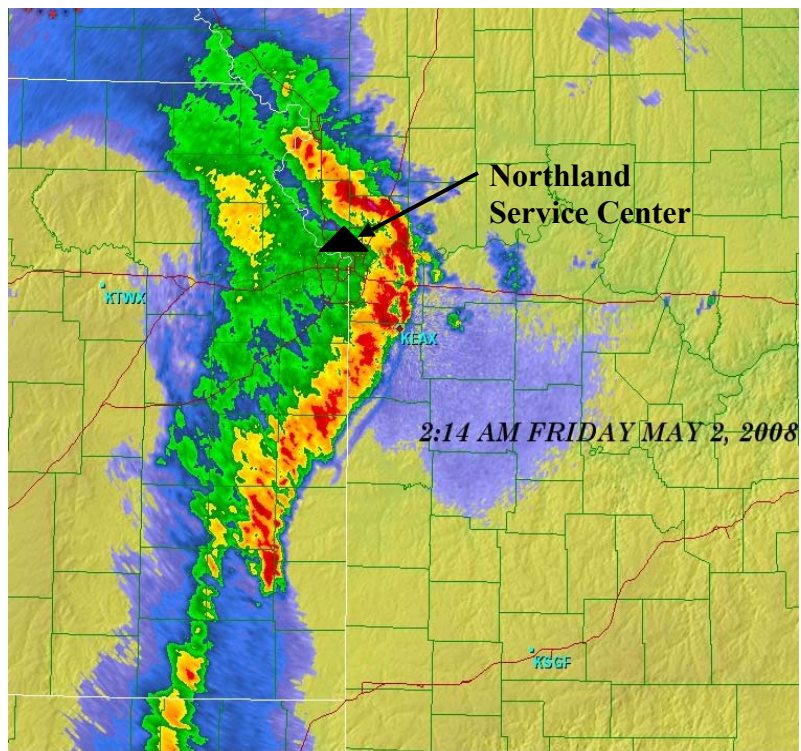 Northland
Service Center
KTWX
KEAX
2:14 AM FRIDAY MAY 2, 2008
KSGF